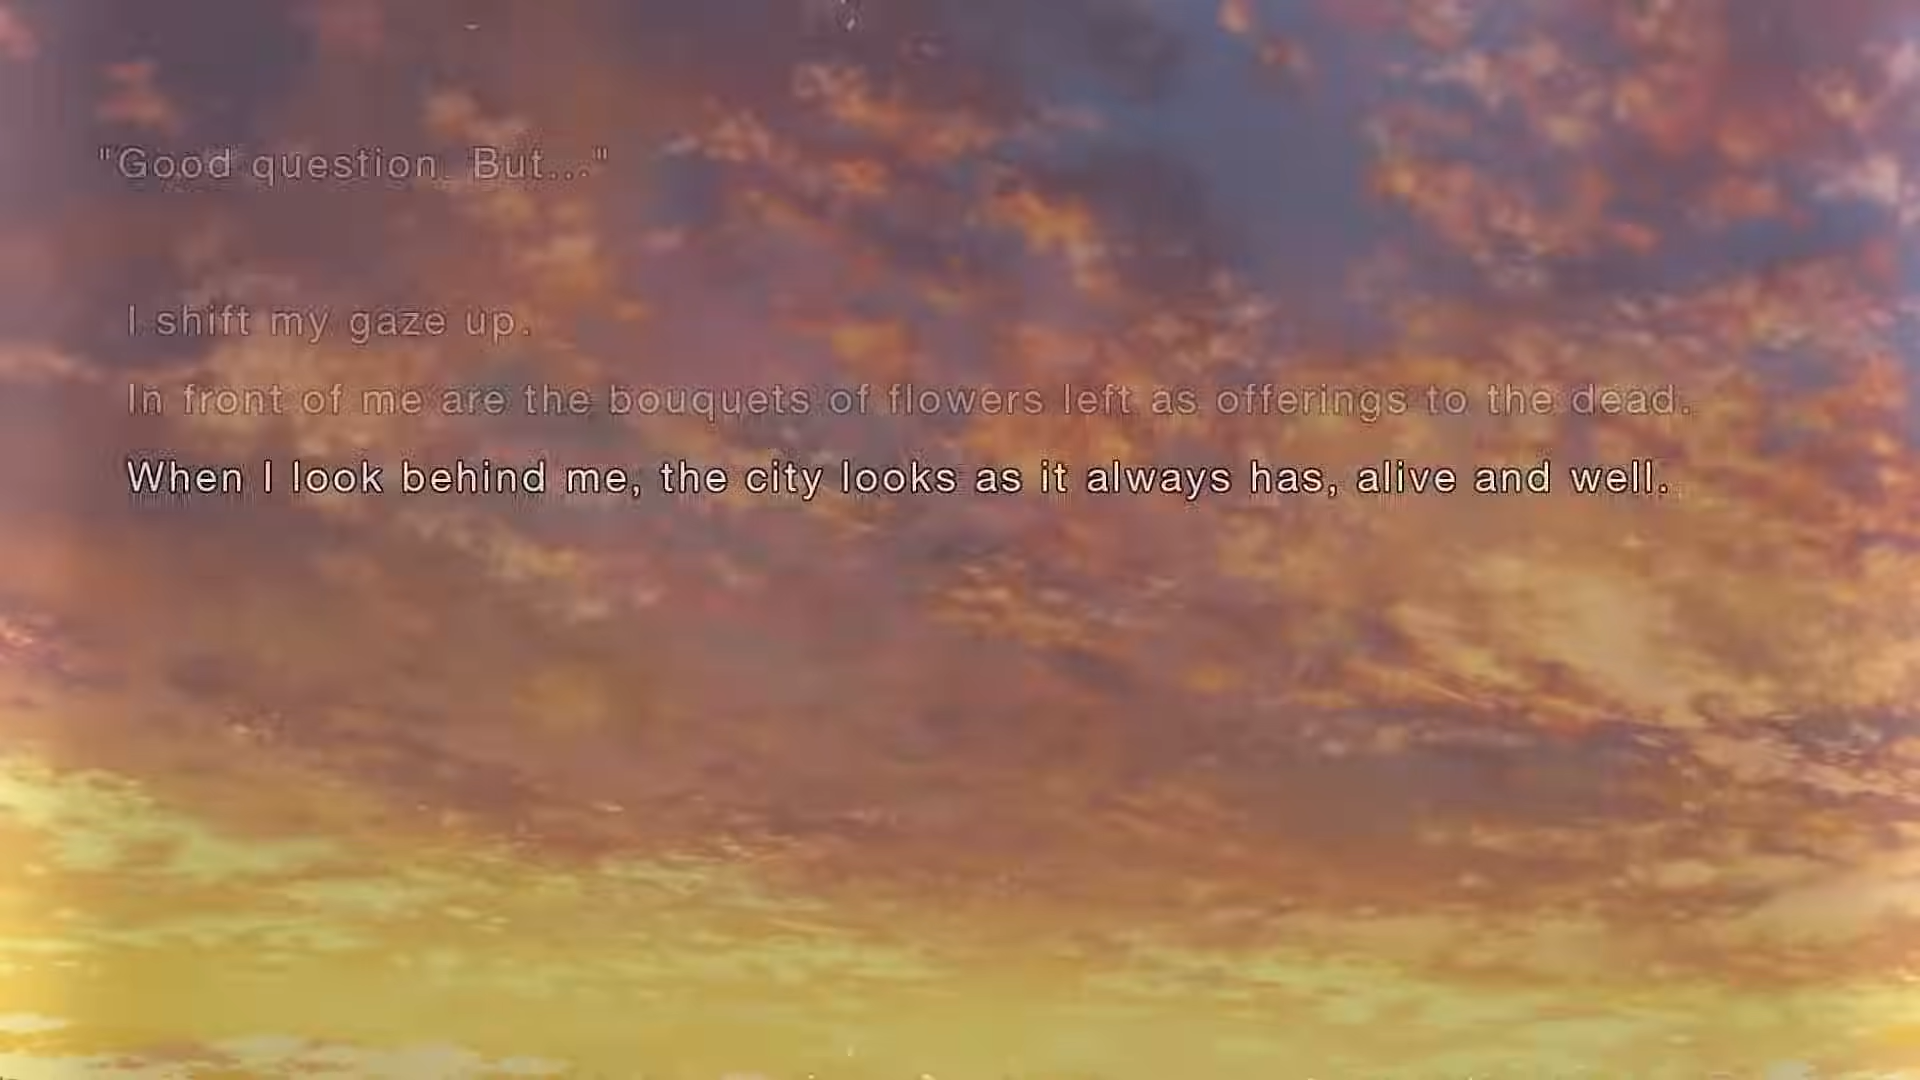 "Good question. But..."
I shift my gaze up.
In front of me are the bouquets of flowers left as offerings to the dead.
When I look behind me, the city looks as it always has, alive and well.